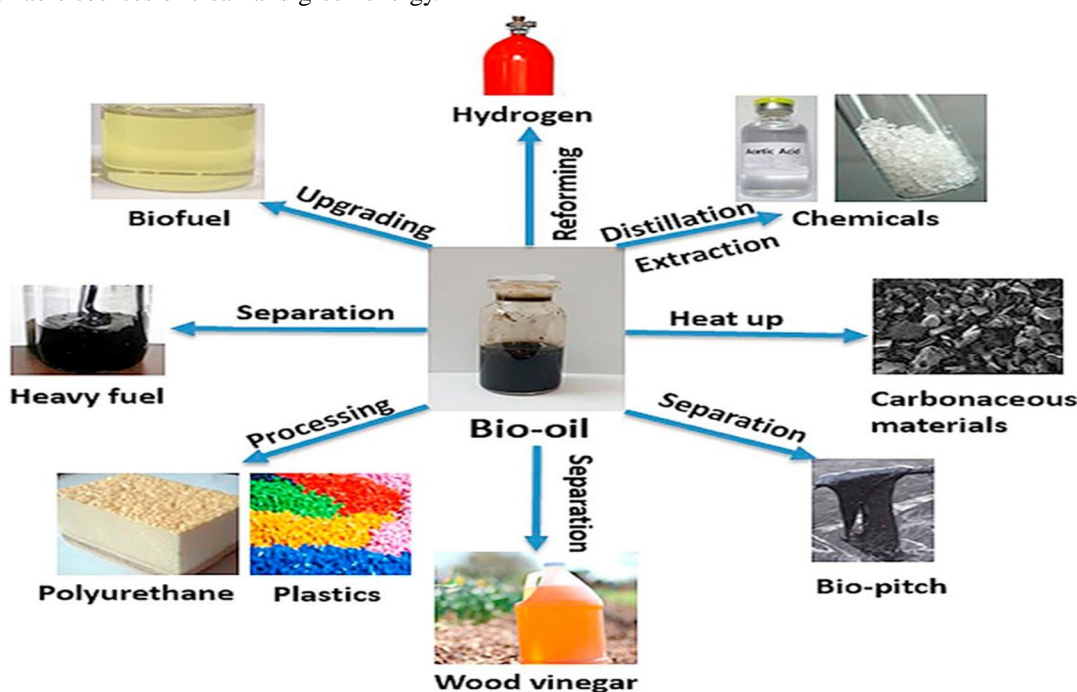 Hydrogen
Reforming
Acetic Acid
Distillation
Extraction
Chemicals
Upgrading
Biofuel
Separation
Heavy fuel
Heat up
Carbonaceous
materials
Bio-oil
Processing
Polyurethane
Plastics
Separation
Wood vinegar
Separation
Bio-pitch